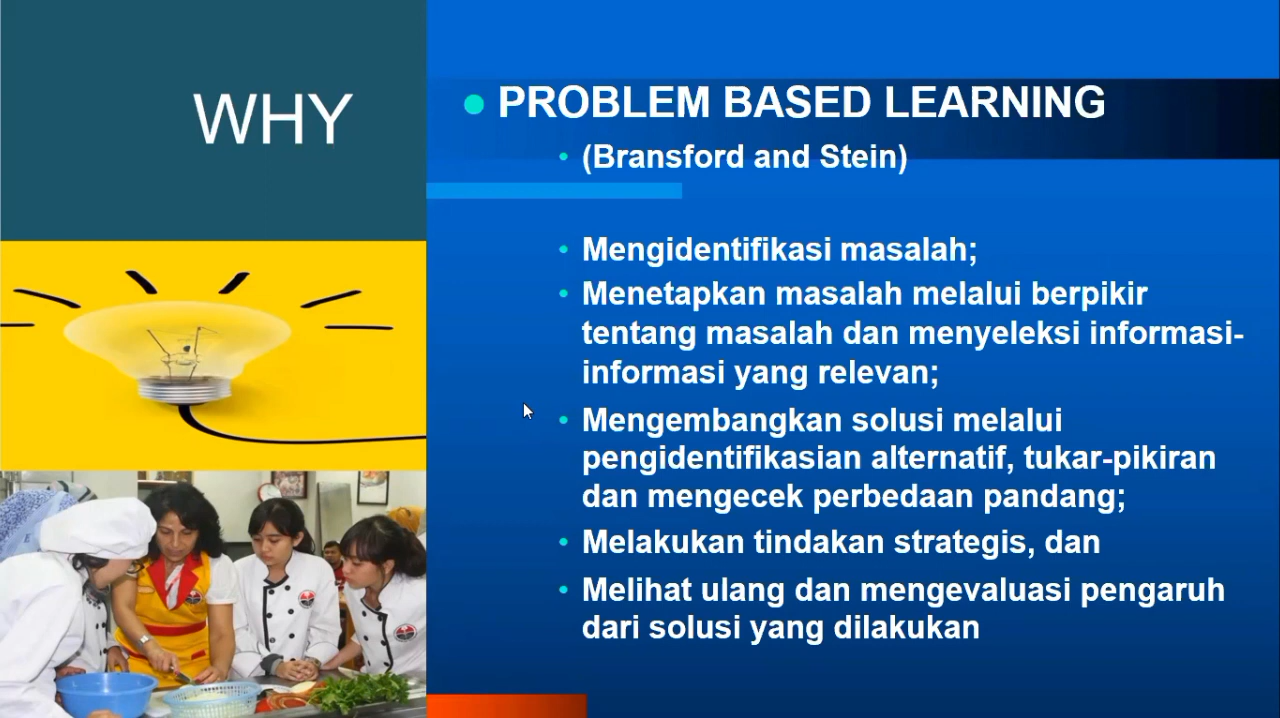 WHY
PROBLEM BASED LEARNING
(Bransford and Stein)
Mengidentifikasi masalah;
Menetapkan masalah melalui berpikir
tentang masalah dan menyeleksi informasi-
informasi yang relevan;
Mengembangkan solusi melalui
pengidentifikasian alternatif, tukar-pikiran
dan mengecek perbedaan pandang;
Melakukan tindakan strategis, dan
Melihat ulang dan mengevaluasi pengaruh
dari solusi yang dilakukan